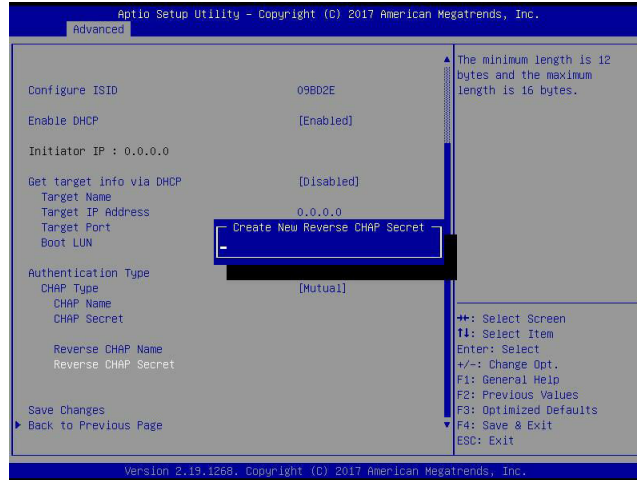 Aptio Setup Utility – Copyright (C) 2017 American Megatrends, Inc.
Advanced
Configure ISID 09BD2E
Enable DHCP [Enabled]
Initiator IP : 0.0.0.0
Get target info via DHCP [Disabled]
Target Name
Target IP Address 0.0.0.0
Target Port
Boot LUN
Create New Reverse CHAP Secret
Authentication Type
CHAP Type [Mutual]
CHAP Name
CHAP Secret
Reverse CHAP Name
Reverse CHAP Secret
Save Changes
Back to Previous Page
The minimum length is 12
bytes and the maximum
length is 16 bytes.
→←: Select Screen
↑↓: Select Item
Enter: Select
+/-: Change Opt.
F1: General Help
F2: Previous Values
F3: Optimized Defaults
F4: Save & Exit
ESC: Exit
Version 2.19.1268. Copyright (C) 2017 American Megatrends, Inc.